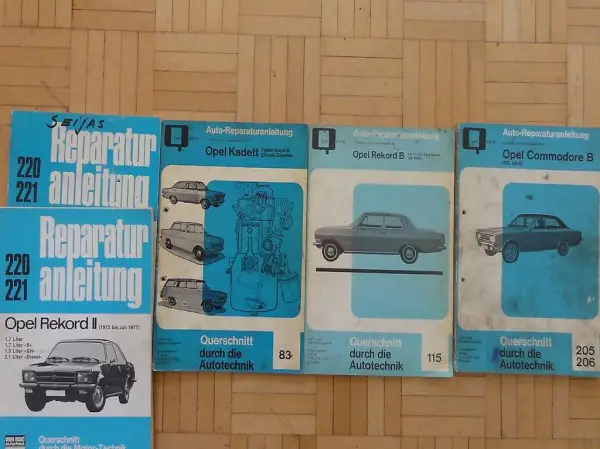 SEIJAS
Reparatur
anleitung
220
221
Reparatur
anleitung
220
221
Opel Rekord II (1972 bis Juli 1977)
1,7 Liter
1,7 Liter »S«
1,9 Liter »SH«
2,1 Liter »Diesel«
Querschnitt
durch die Motor-Technik
Auto-Reparaturanleitung
Opel Kadett
Querschnitt
durch die
Autotechnik
83
Auto-Reparaturanleitung
Opel Rekord B
Querschnitt
durch die
Autotechnik
115
Auto-Reparaturanleitung
Opel Commodore B
Querschnitt
durch die
Autotechnik
205
206